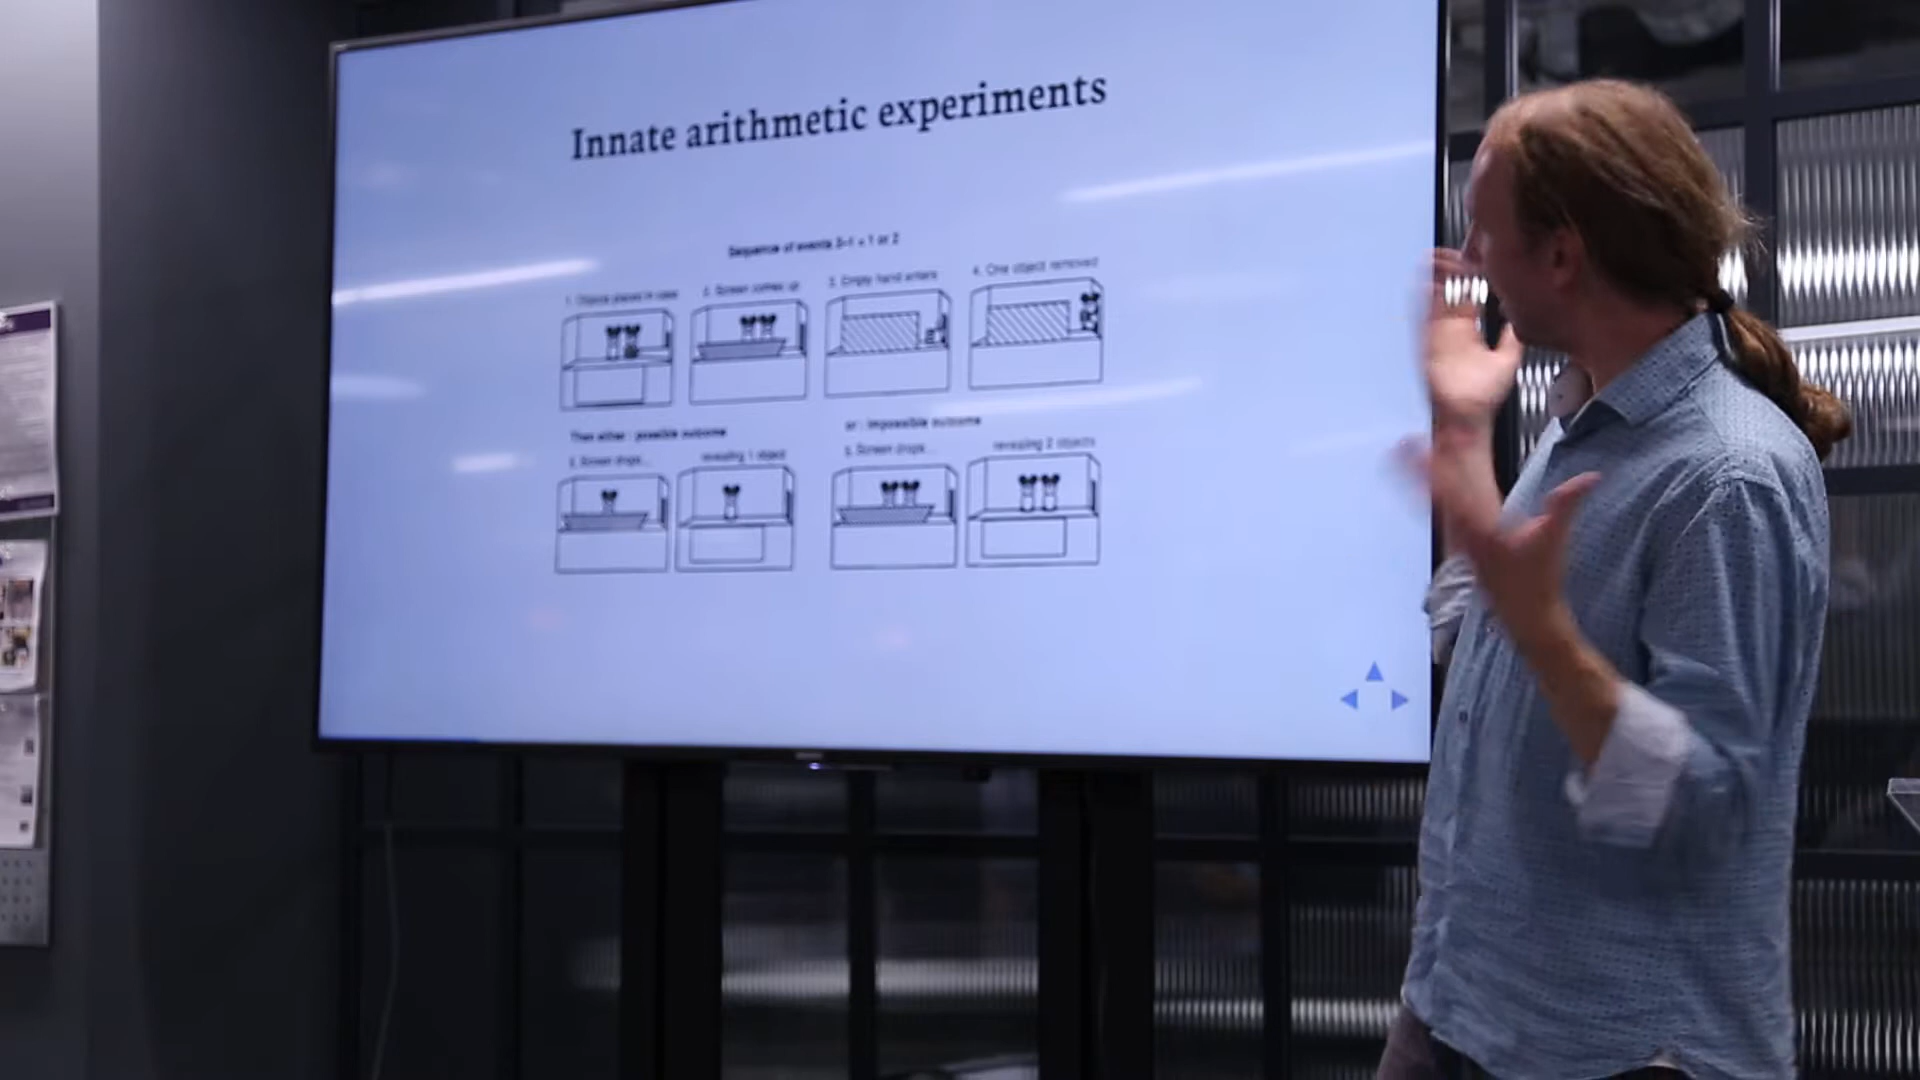 Innate arithmetic experiments
Sequence of events 2–1 = 1 or 2
1. Objects placed in case
2. Screen comes up
3. Empty hand enters
4. One object removed
Then either : possible outcome
or : impossible outcome
5. Screen drops...
revealing 1 object
5. Screen drops...
revealing 2 objects